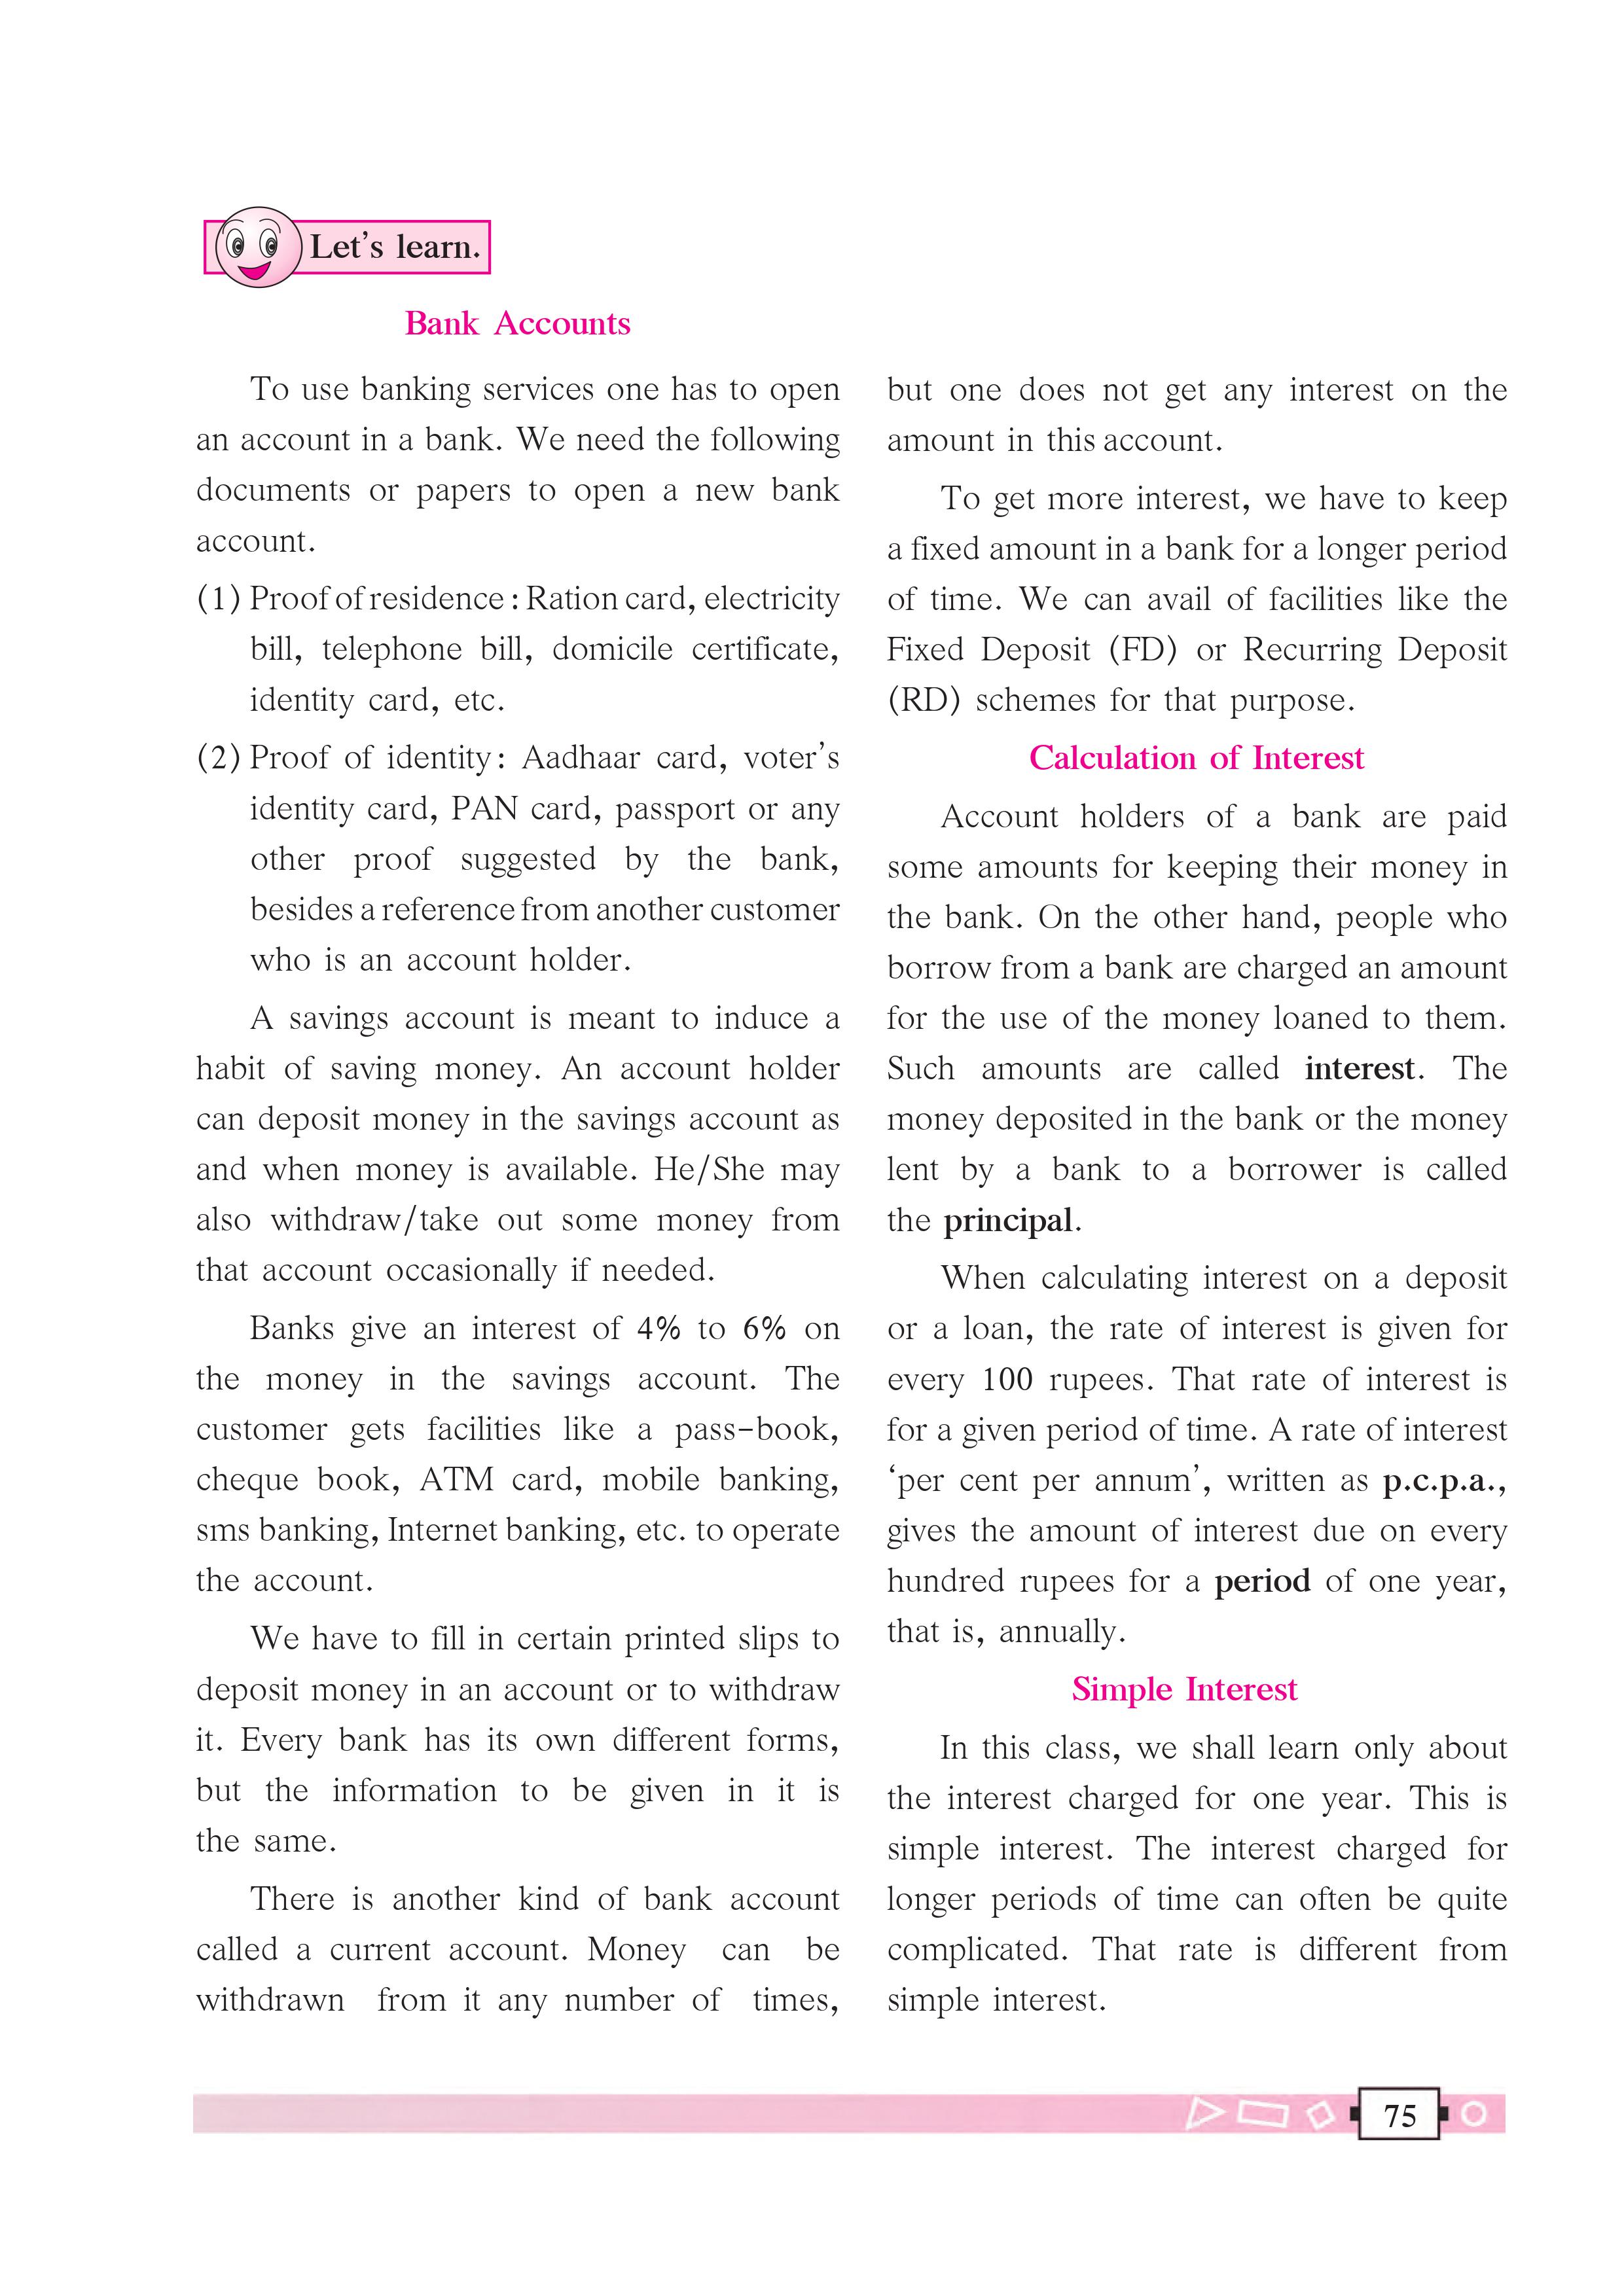 Let's learn.
Bank Accounts
To use banking services one has to open
an account in a bank. We need the following
documents or papers to open a new bank
account.
(1) Proof of residence : Ration card, electricity
bill, telephone bill, domicile certificate,
identity card, etc.
(2) Proof of identity : Aadhaar card, voter's
identity card, PAN card, passport or any
other proof suggested by the bank,
besides a reference from another customer
who is an account holder.
A savings account is meant to induce a
habit of saving money. An account holder
can deposit money in the savings account as
and when money is available. He/She may
also withdraw/take out some money from
that account occasionally if needed.
Banks give an interest of 4% to 6% on
the money in the savings account. The
customer gets facilities like a pass-book,
cheque book, ATM card, mobile banking,
sms banking, Internet banking, etc. to operate
the account.
We have to fill in certain printed slips to
deposit money in an account or to withdraw
it. Every bank has its own different forms,
but the information to be given in it is
the same.
There is another kind of bank account
called a current account. Money can be
withdrawn from it any number of times,
but one does not get any interest on the
amount in this account.
To get more interest, we have to keep
a fixed amount in a bank for a longer period
of time. We can avail of facilities like the
Fixed Deposit (FD) or Recurring Deposit
(RD) schemes for that purpose.
Calculation of Interest
Account holders of a bank are paid
some amounts for keeping their money in
the bank. On the other hand, people who
borrow from a bank are charged an amount
for the use of the money loaned to them.
Such amounts are called interest. The
money deposited in the bank or the money
lent by a bank to a borrower is called
the principal.
When calculating interest on a deposit
or a loan, the rate of interest is given for
every 100 rupees. That rate of interest is
for a given period of time. A rate of interest
'per cent per annum', written as p.c.p.a.,
gives the amount of interest due on every
hundred rupees for a period of one year,
that is, annually.
Simple Interest
In this class, we shall learn only about
the interest charged for one year. This is
simple interest. The interest charged for
longer periods of time can often be quite
complicated. That rate is different from
simple interest.
75